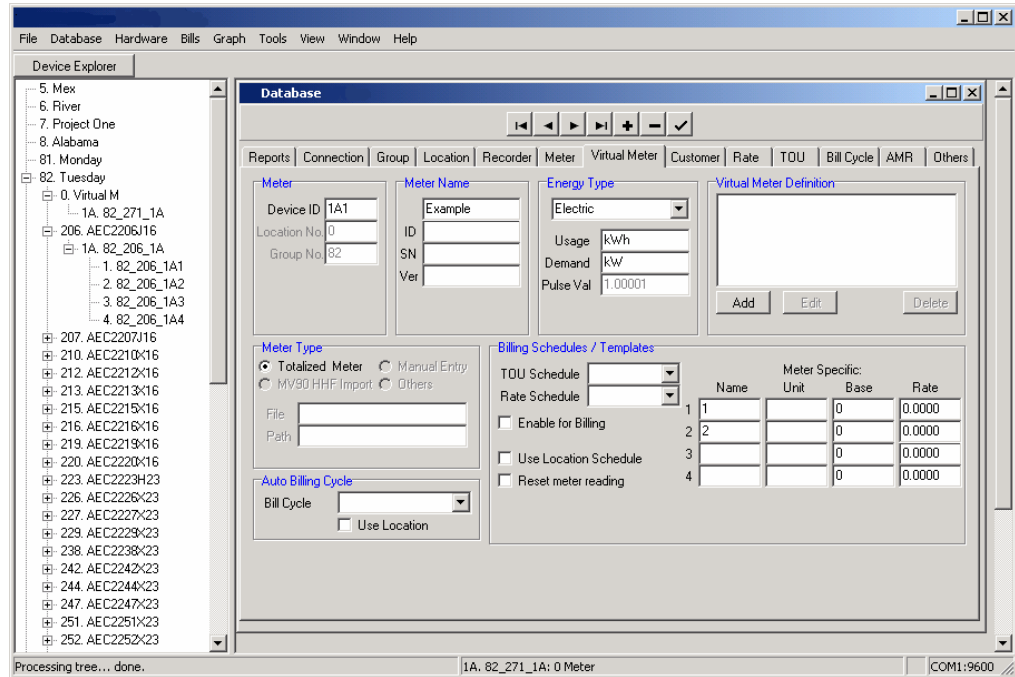 File Database Hardware Bills Graph Tools View Window Help
Device Explorer
5. Mex
6. River
7. Project One
8. Alabama
81. Monday
82. Tuesday
0. Virtual M
1A. 82_271_1A
206. AEC2206J16
1A. 82_206_1A
1. 82_206_1A1
2. 82_206_1A2
3. 82_206_1A3
4. 82_206_1A4
207. AEC2207J16
210. AEC2210X16
212. AEC2212X16
213. AEC2213X16
215. AEC2215X16
216. AEC2216X16
219. AEC2219X16
220. AEC2220X16
223. AEC2223H23
226. AEC2226X23
227. AEC2227X23
229. AEC2229X23
238. AEC2238X23
242. AEC2242X23
244. AEC2244X23
247. AEC2247X23
251. AEC2251X23
252. AEC2252X23
Database
Reports Connection Group Location Recorder Meter Virtual Meter Customer Rate TOU Bill Cycle AMR Others
Meter
Device ID 1A1
Location No. 0
Group No. 82
Meter Name
Example
ID
SN
Ver
Energy Type
Electric
Usage kWh
Demand kW
Pulse Val 1.00001
Virtual Meter Definition
Add Edit Delete
Meter Type
Totalized Meter Manual Entry
MV90 HHF Import Others
File
Path
Auto Billing Cycle
Bill Cycle
Use Location
Billing Schedules / Templates
TOU Schedule
Rate Schedule
Enable for Billing
Use Location Schedule
Reset meter reading
Meter Specific:
Name Unit Base Rate
1 1 0 0.0000
2 2 0 0.0000
3 0 0.0000
4 0 0.0000
Processing tree... done. 1A. 82_271_1A: 0 Meter COM1:9600